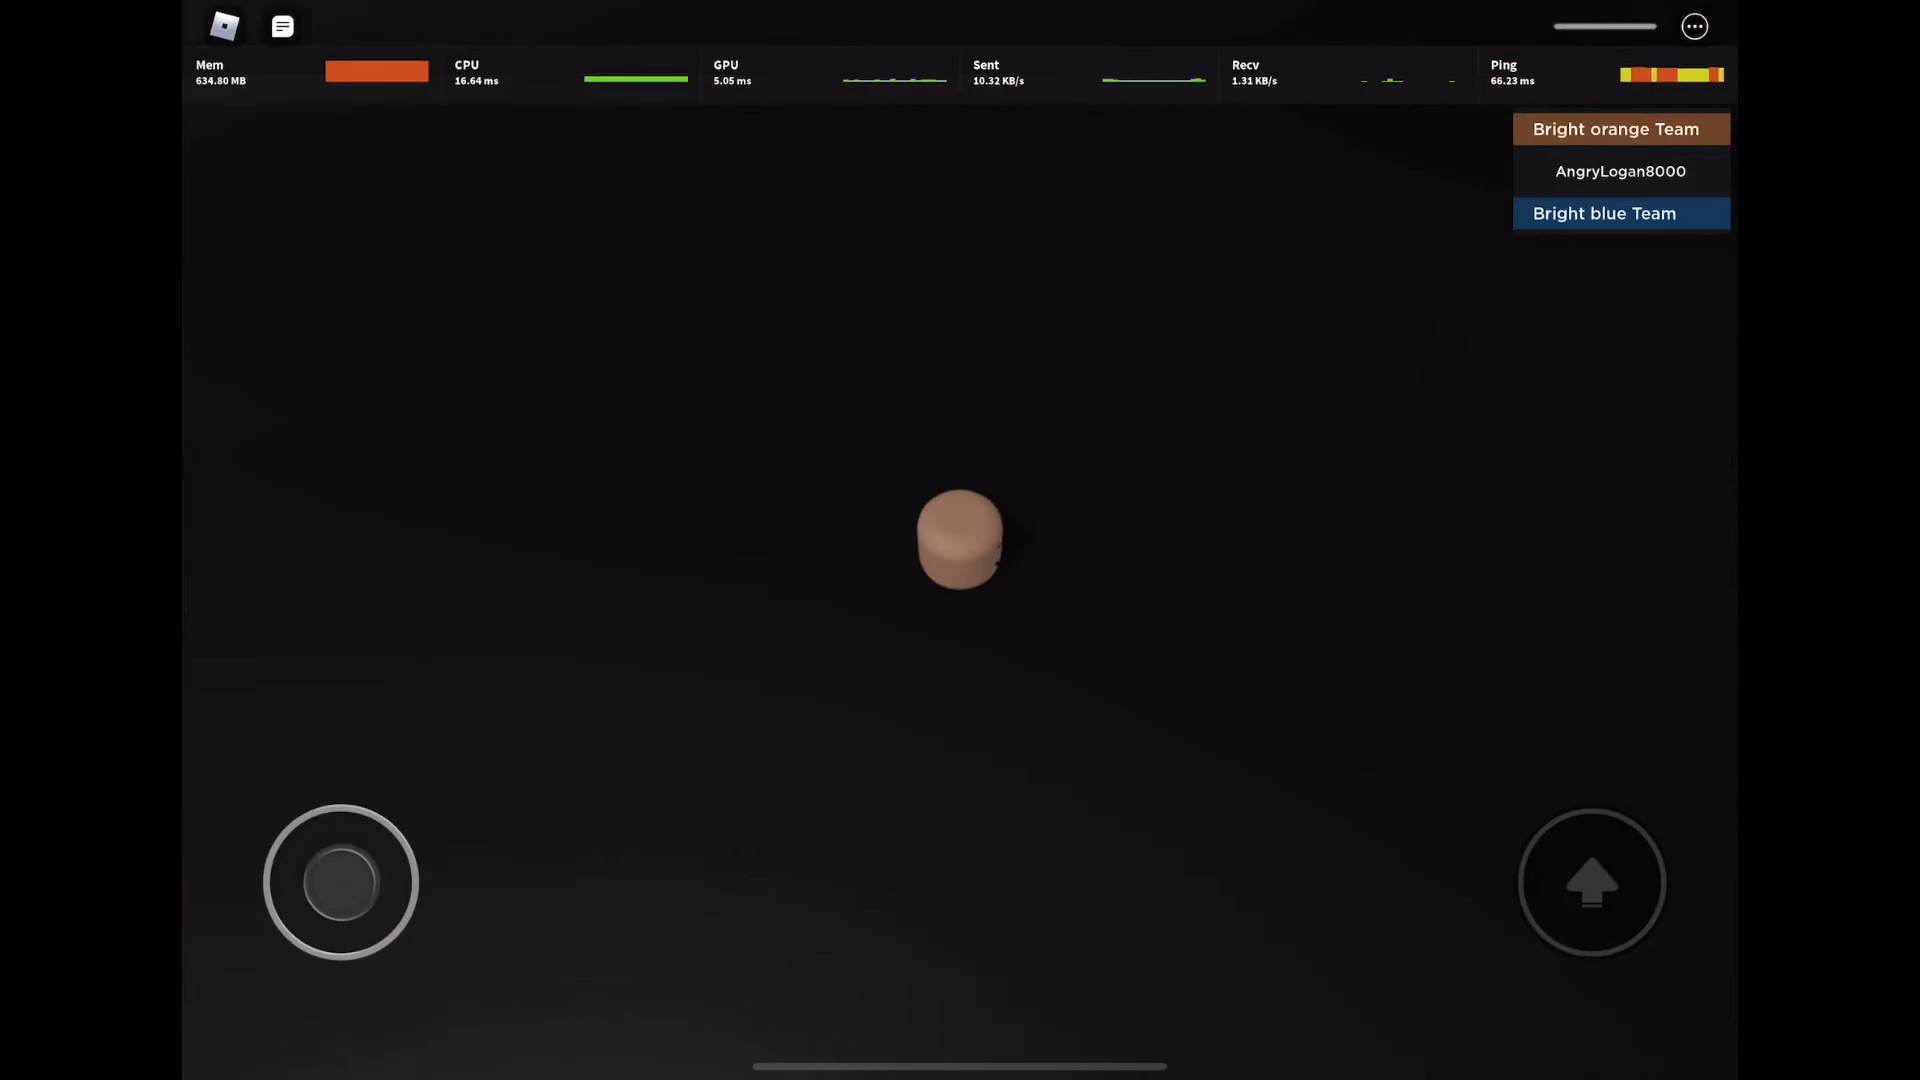 Mem
634.80 MB
CPU
16.64 ms
GPU
5.05 ms
Sent
10.32 KB/s
Recv
1.31 KB/s
Ping
66.23 ms
Bright orange Team
AngryLogan8000
Bright blue Team